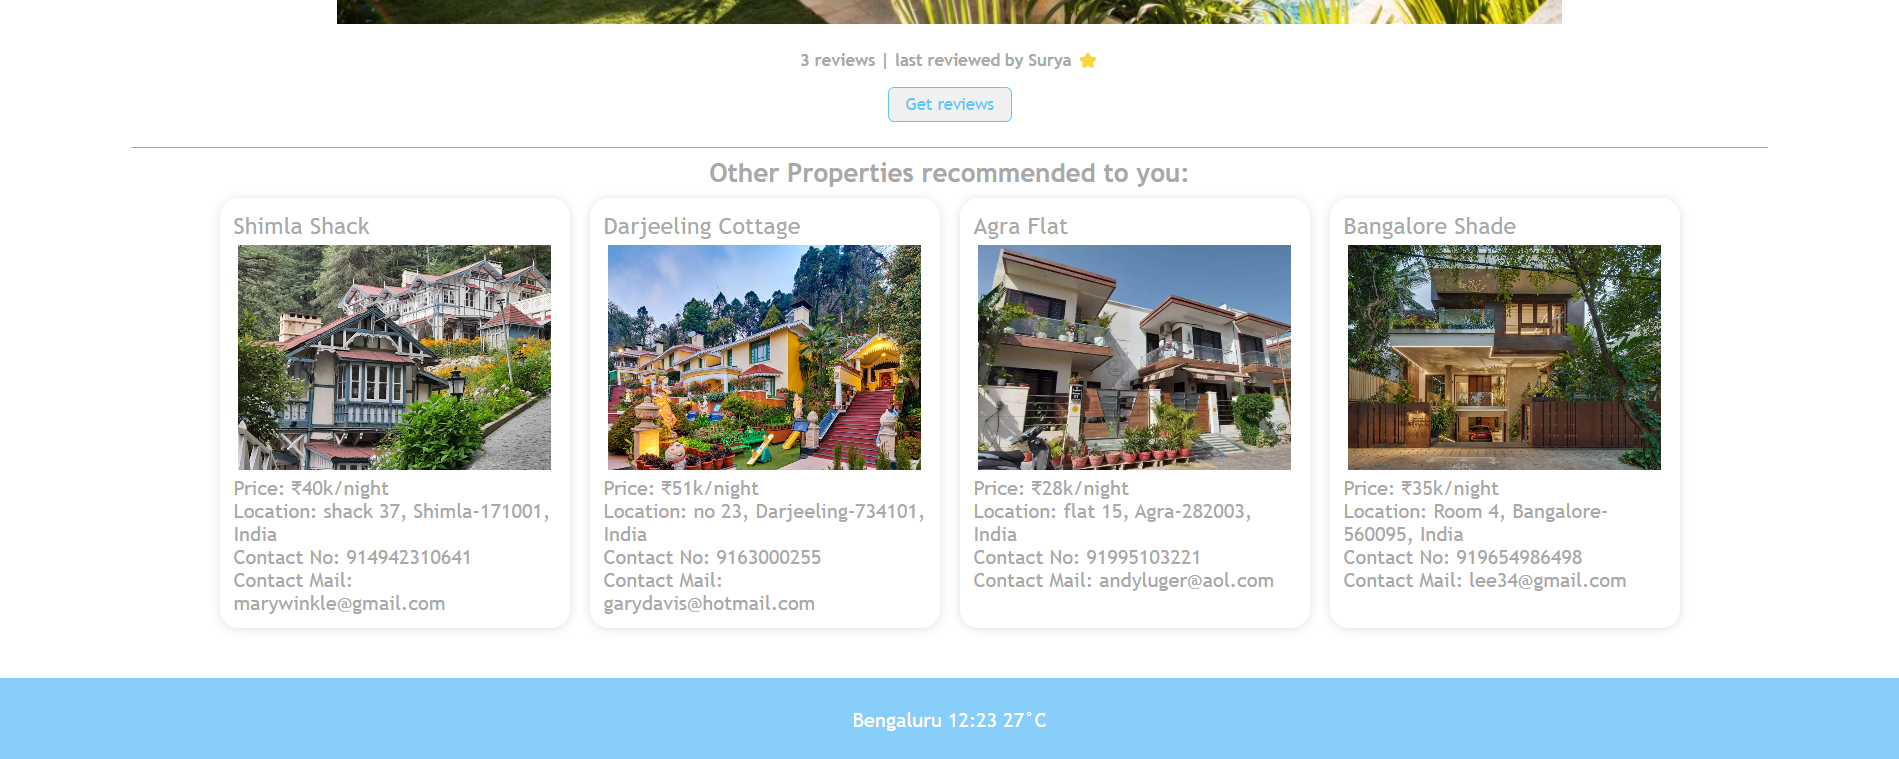 3 reviews | last reviewed by Surya
Get reviews
Other Properties recommended to you:
Shimla Shack
Price: ₹40k/night
Location: shack 37, Shimla-171001,
India
Contact No: 914942310641
Contact Mail:
marywinkle@gmail.com
Darjeeling Cottage
Price: ₹51k/night
Location: no 23, Darjeeling-734101,
India
Contact No: 9163000255
Contact Mail:
garydavis@hotmail.com
Agra Flat
Price: ₹28k/night
Location: flat 15, Agra-282003,
India
Contact No: 91995103221
Contact Mail: andyluger@aol.com
Bangalore Shade
Price: ₹35k/night
Location: Room 4, Bangalore-
560095, India
Contact No: 919654986498
Contact Mail: lee34@gmail.com
Bengaluru 12:23 27°C